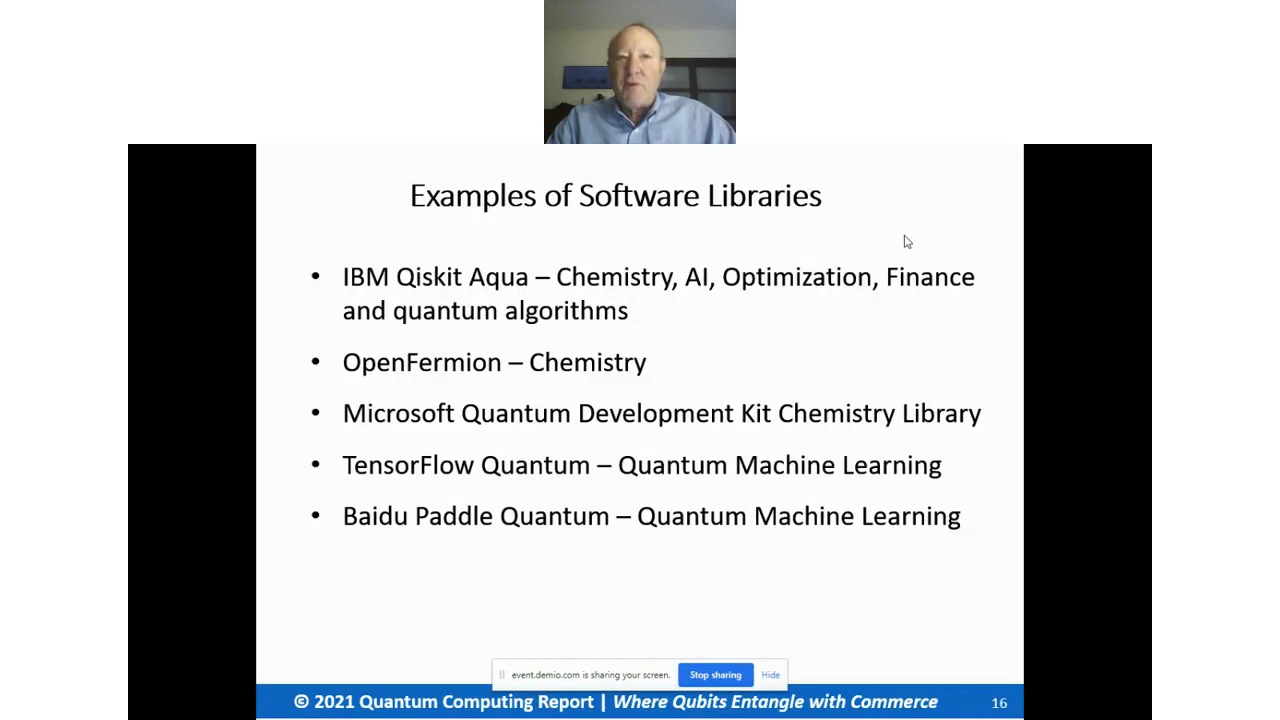 Examples of Software Libraries
• IBM Qiskit Aqua – Chemistry, AI, Optimization, Finance
and quantum algorithms
• OpenFermion – Chemistry
• Microsoft Quantum Development Kit Chemistry Library
• TensorFlow Quantum – Quantum Machine Learning
• Baidu Paddle Quantum – Quantum Machine Learning
event.demio.com is sharing your screen. Stop sharing Hide
© 2021 Quantum Computing Report | Where Qubits Entangle with Commerce 16